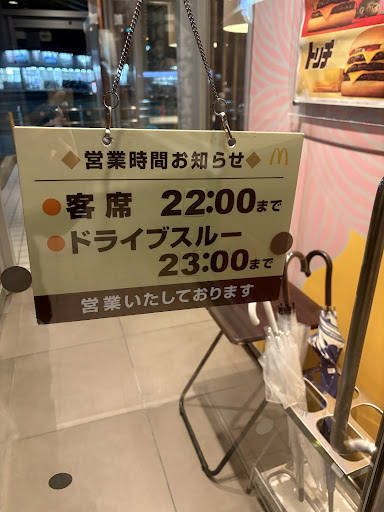 ◆営業時間お知らせ◆
●客席 22:00まで
●ドライブスルー
23:00まで
営業いたしております